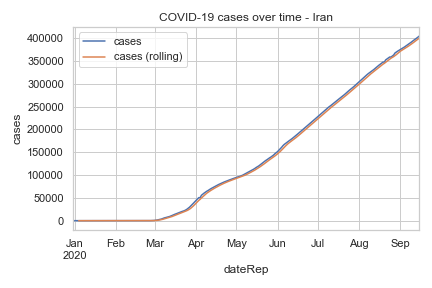 COVID-19 cases over time - Iran
cases
cases (rolling)
400000
350000
300000
250000
200000
150000
100000
50000
0
cases
Jan Feb Mar Apr May Jun Jul Aug Sep
2020
dateRep